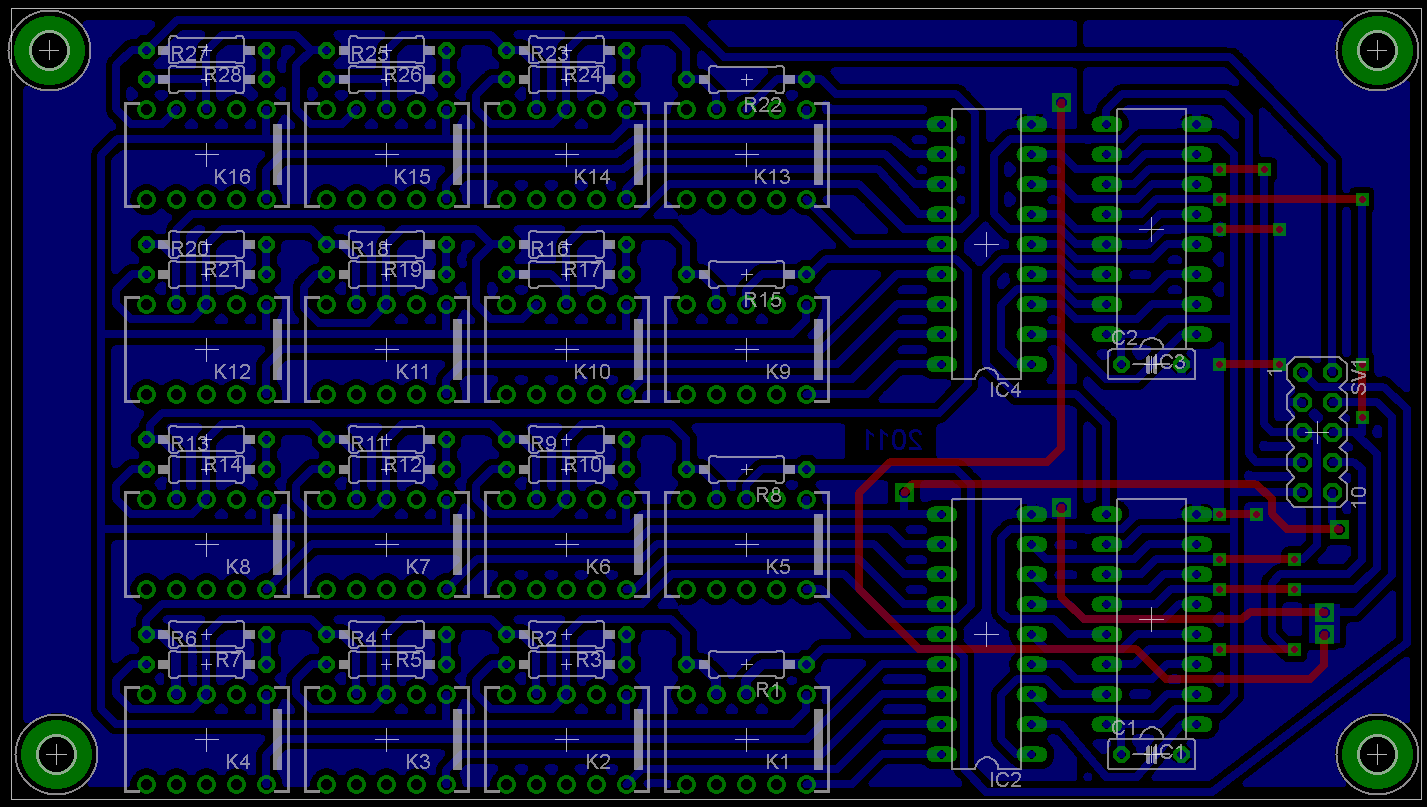 R27 R25 R23
R28 R26 R24
R22
K16 K15 K14 K13
R20 R18 R16
R21 R19 R17
R15
C2
IC3
1
SV1
K12 K11 K10 K9
IC4
R13 R11 R9
2011
R14 R12 R10
R8
10
K8 K7 K6 K5
R6 R4 R2
R7 R5 R3
R1
C1
IC1
K4 K3 K2 K1
IC2